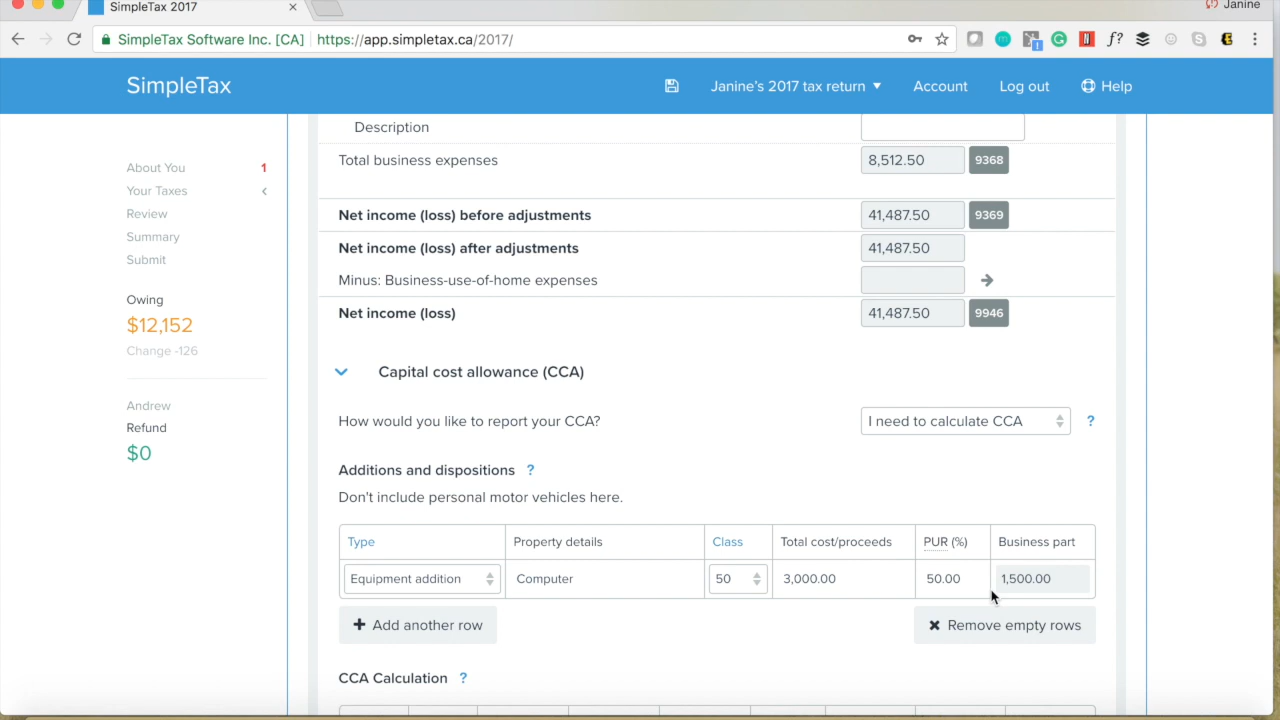 SimpleTax 2017
Janine
SimpleTax Software Inc. [CA] | https://app.simpletax.ca/2017/
f?
SimpleTax
Janine's 2017 tax return Account Log out Help
Description
Total business expenses 8,512.50 9368
Net income (loss) before adjustments 41,487.50 9369
Net income (loss) after adjustments 41,487.50
Minus: Business-use-of-home expenses
Net income (loss) 41,487.50 9946
About You 1
Your Taxes
Review
Summary
Submit
Owing
$12,152
Change -126
Andrew
Refund
$0
Capital cost allowance (CCA)
How would you like to report your CCA? I need to calculate CCA ?
Additions and dispositions ?
Don't include personal motor vehicles here.
Type Property details Class Total cost/proceeds PUR (%) Business part
Equipment addition Computer 50 3,000.00 50.00 1,500.00
Add another row Remove empty rows
CCA Calculation ?